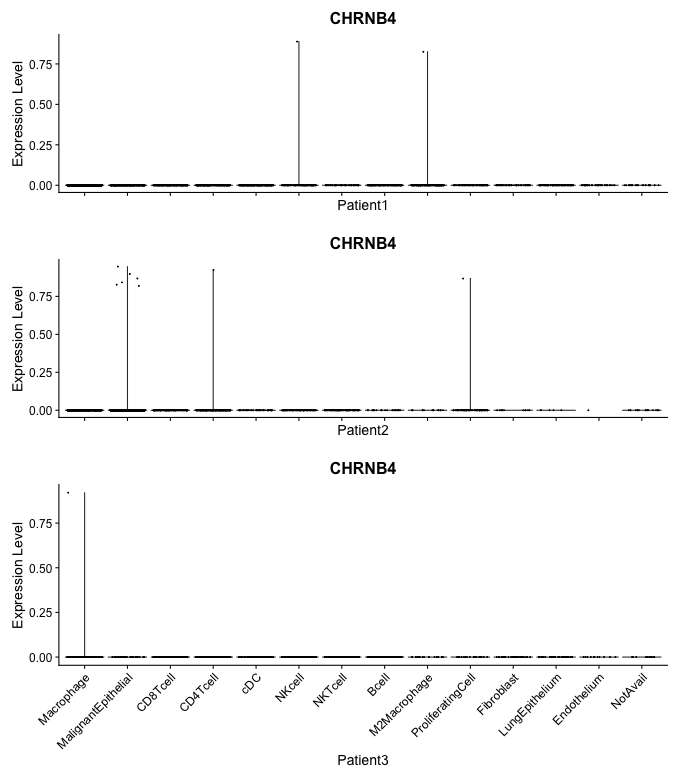 CHRNB4
Expression Level
0.75
0.50
0.25
0.00
Patient1
CHRNB4
Expression Level
0.75
0.50
0.25
0.00
Patient2
CHRNB4
Expression Level
0.75
0.50
0.25
0.00
Macrophage
MalignantEpithelial
CD8Tcell
CD4Tcell
cDC
NKcell
NKTcell
Bcell
M2Macrophage
ProliferatingCell
Fibroblast
LungEpithelium
Endothelium
NotAvail
Patient3